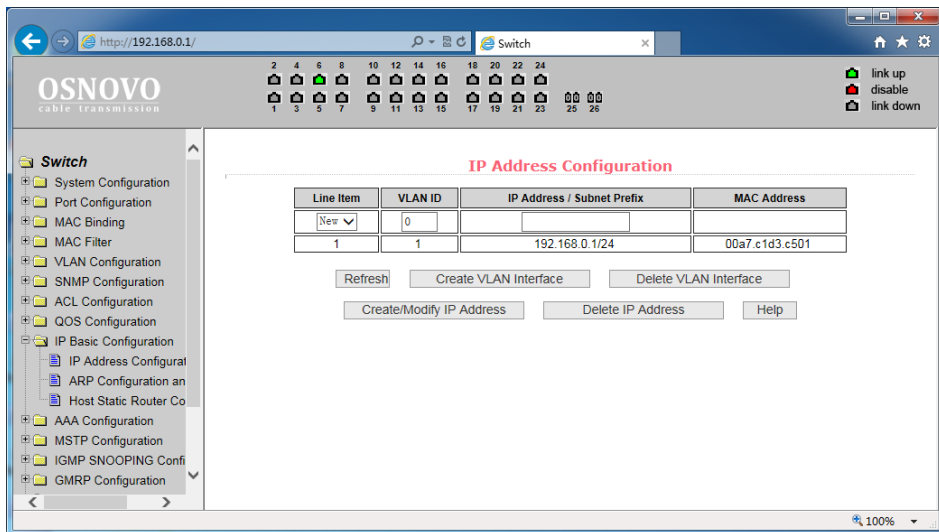 http://192.168.0.1/
Switch
OSNOVO
cable transmission
2 4 6 8 10 12 14 16 18 20 22 24
1 3 5 7 9 11 13 15 17 19 21 23 25 26
link up
disable
link down
Switch
System Configuration
Port Configuration
MAC Binding
MAC Filter
VLAN Configuration
SNMP Configuration
ACL Configuration
QOS Configuration
IP Basic Configuration
IP Address Configurat
ARP Configuration an
Host Static Router Co
AAA Configuration
MSTP Configuration
IGMP SNOOPING Confi
GMRP Configuration
IP Address Configuration
Line Item VLAN ID IP Address / Subnet Prefix MAC Address
New 0
1 1 192.168.0.1/24 00a7.c1d3.c501
Refresh Create VLAN Interface Delete VLAN Interface
Create/Modify IP Address Delete IP Address Help
100%